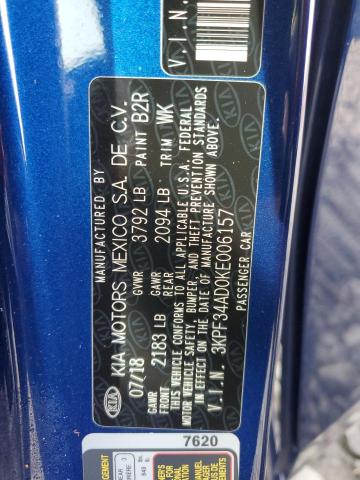 V.I.N.
MANUFACTURED BY
KIA KIA MOTORS MEXICO S.A. DE C.V.
07/18 GVWR 3792 LB PAINT B2R
GAWR FRONT 2183 LB GAWR REAR 2094 LB TRIM WK
THIS VEHICLE CONFORMS TO ALL APPLICABLE U.S.A. FEDERAL
MOTOR VEHICLE SAFETY, BUMPER, AND THEFT PREVENTION STANDARDS
IN EFFECT ON THE DATE OF MANUFACTURE SHOWN ABOVE.
V.I.N. 3KPF34AD0KE006157
PASSENGER CAR
7620